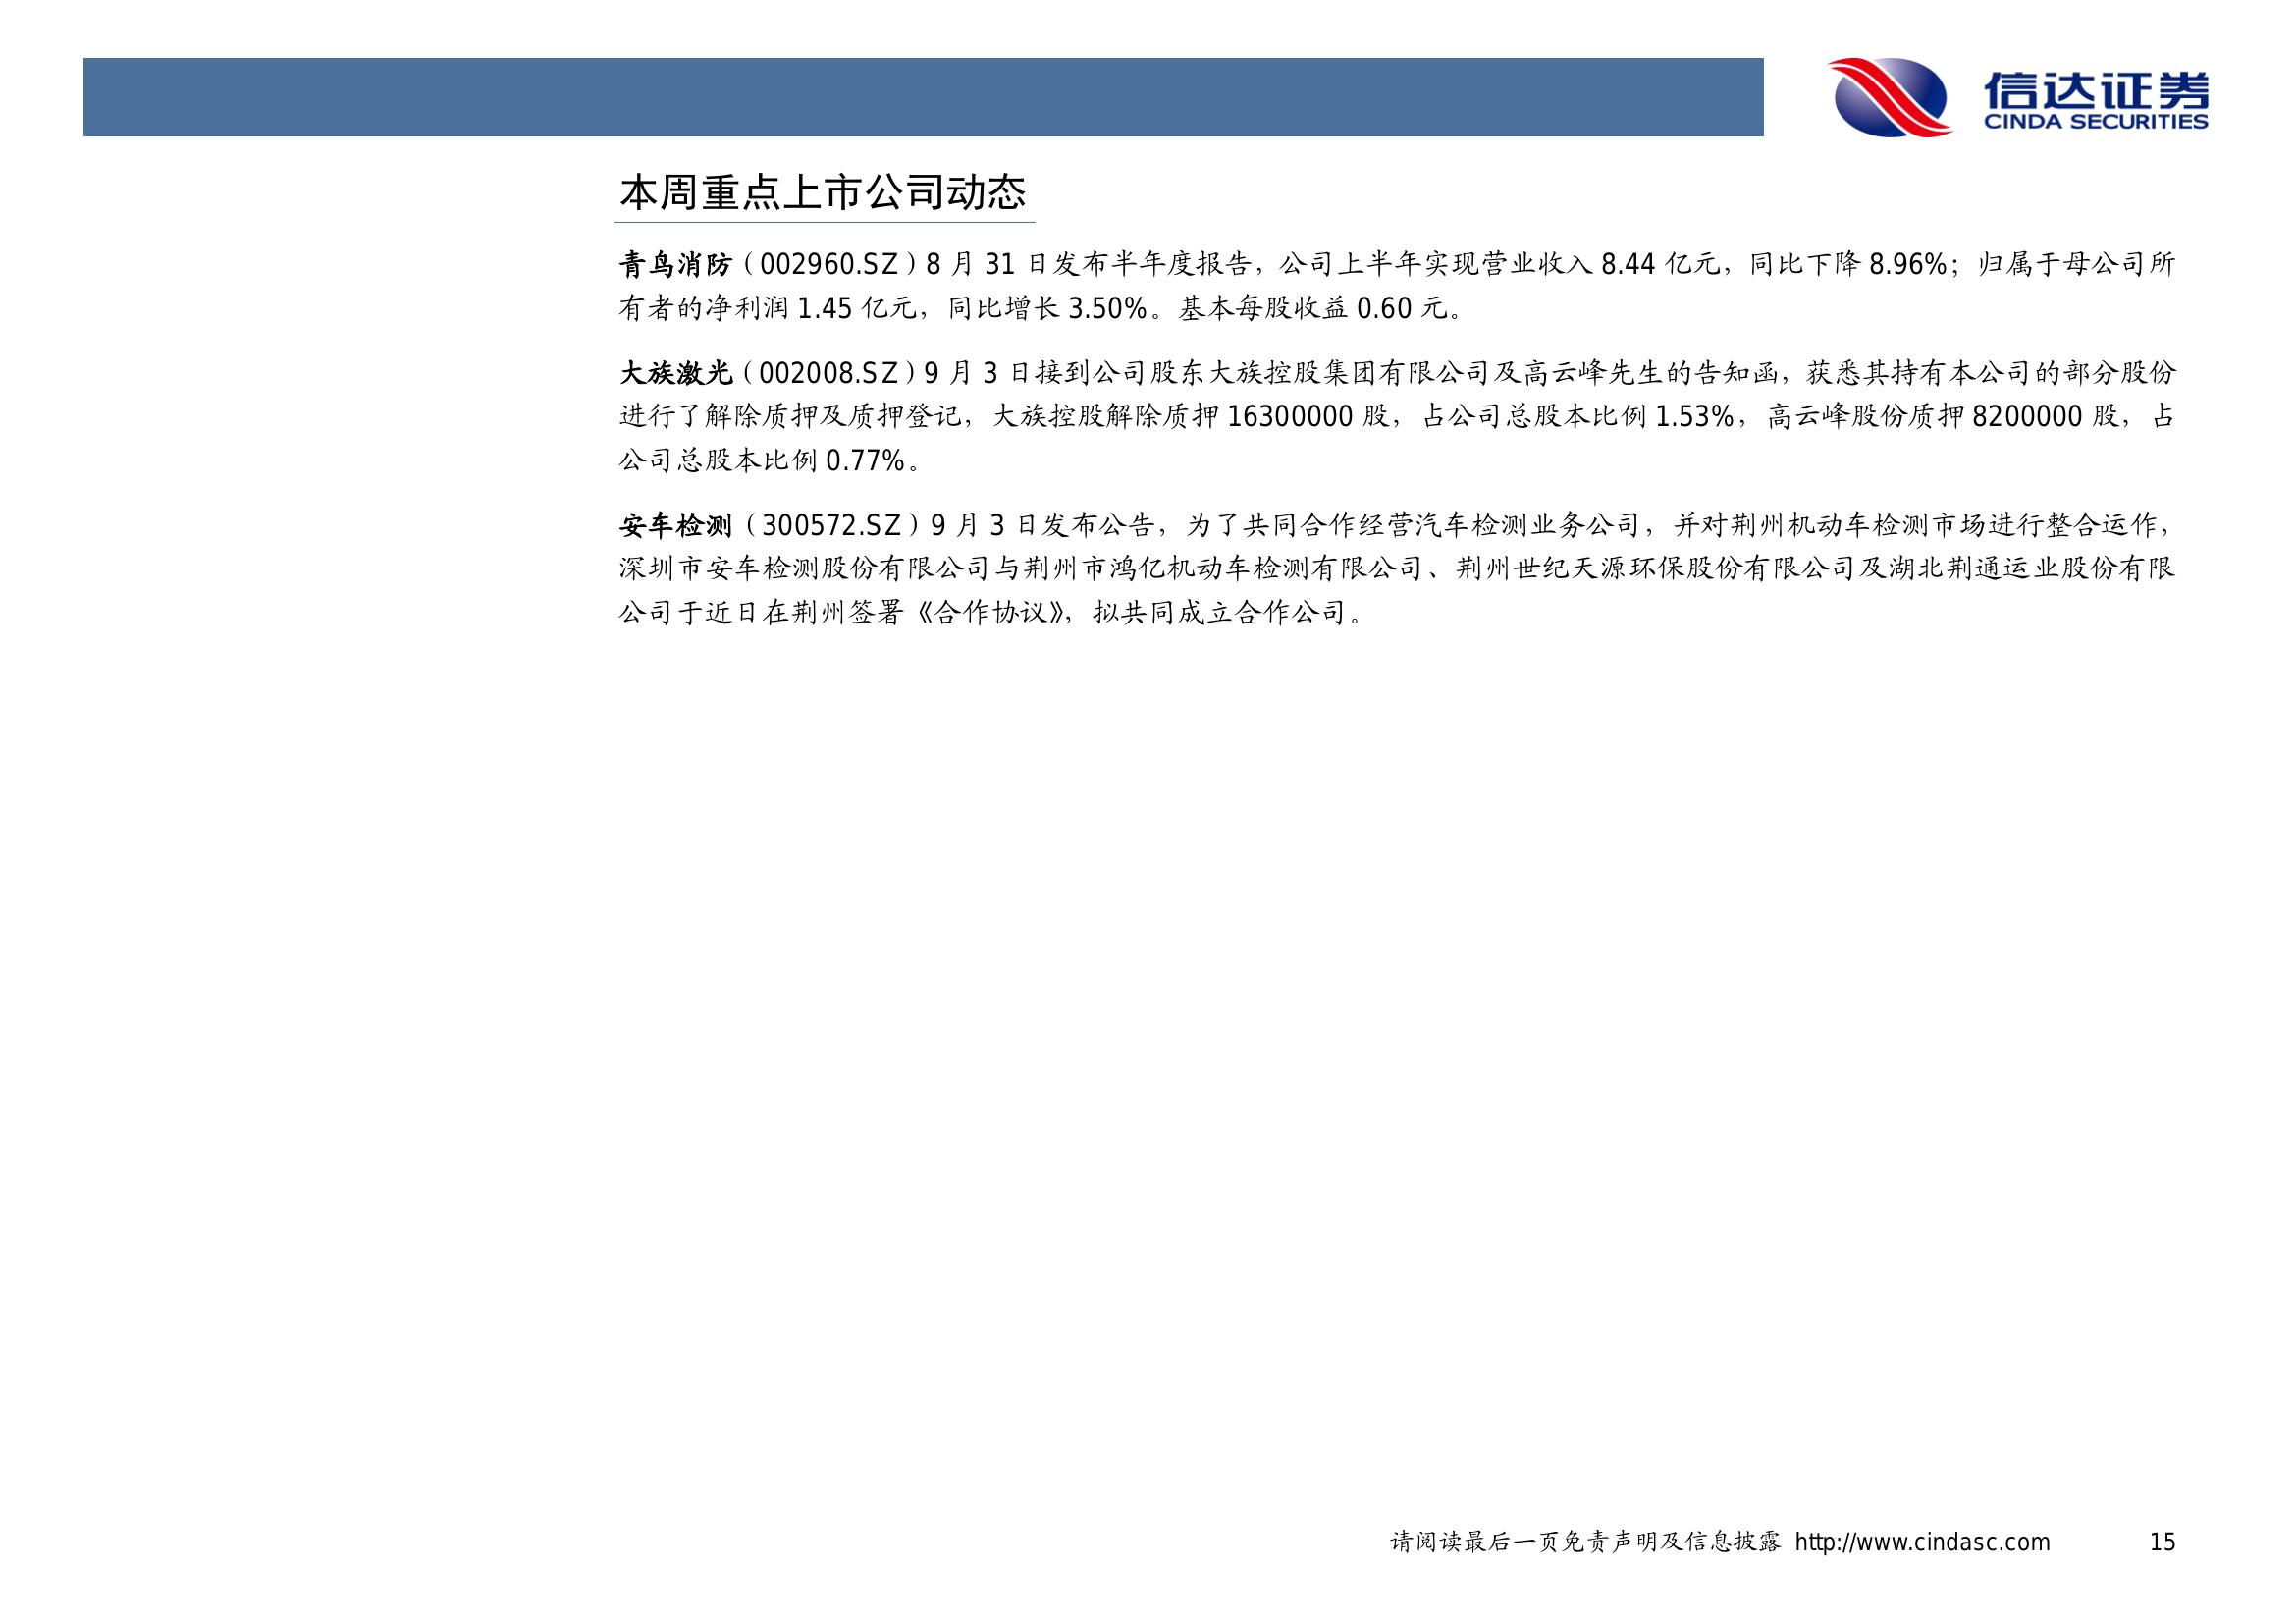 信达证券
CINDA SECURITIES
本周重点上市公司动态
青鸟消防（002960.SZ）8 月 31 日发布半年度报告，公司上半年实现营业收入 8.44 亿元，同比下降 8.96%；归属于母公司所
有者的净利润 1.45 亿元，同比增长 3.50%。基本每股收益 0.60 元。
大族激光（002008.SZ）9 月 3 日接到公司股东大族控股集团有限公司及高云峰先生的告知函，获悉其持有本公司的部分股份
进行了解除质押及质押登记，大族控股解除质押 16300000 股，占公司总股本比例 1.53%，高云峰股份质押 8200000 股，占
公司总股本比例 0.77%。
安车检测（300572.SZ）9 月 3 日发布公告，为了共同合作经营汽车检测业务公司，并对荆州机动车检测市场进行整合运作，
深圳市安车检测股份有限公司与荆州市鸿亿机动车检测有限公司、荆州世纪天源环保股份有限公司及湖北荆通运业股份有限
公司于近日在荆州签署《合作协议》，拟共同成立合作公司。
请阅读最后一页免责声明及信息披露 http://www.cindasc.com 15